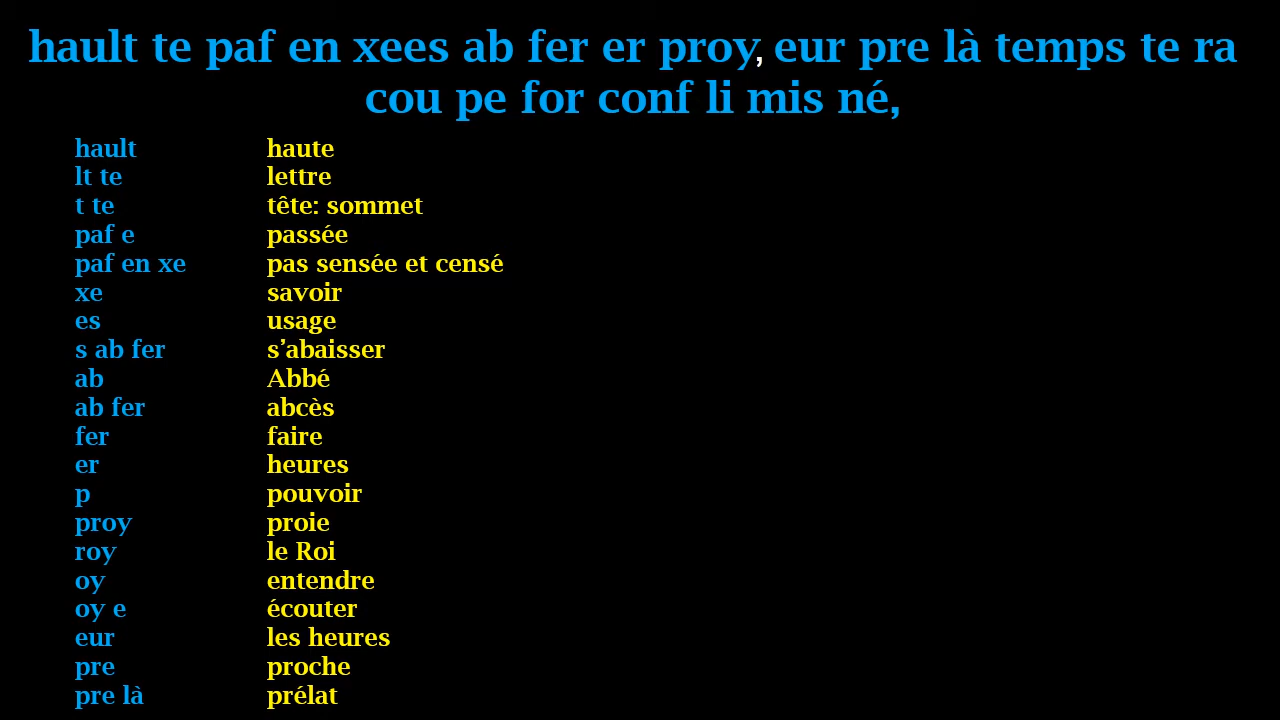 hault te paf en xees ab fer er proy, eur pre là temps te ra
cou pe for conf li mis né,
hault haute
lt te lettre
t te tête: sommet
paf e passée
paf en xe pas sensée et censé
xe savoir
es usage
s ab fer s’abaisser
ab Abbé
ab fer abcès
fer faire
er heures
p pouvoir
proy proie
roy le Roi
oy entendre
oy e écouter
eur les heures
pre proche
pre là prélat